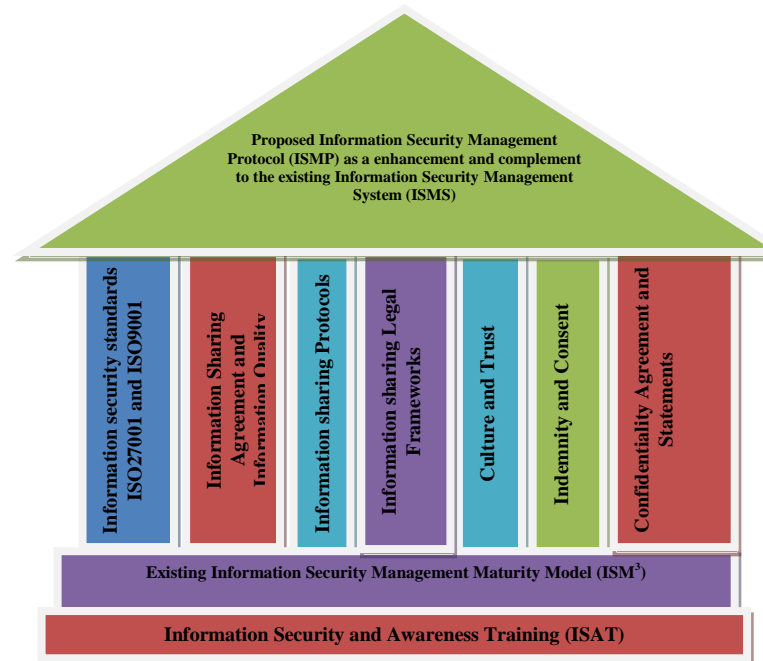 Proposed Information Security Management
Protocol (ISMP) as a enhancement and complement
to the existing Information Security Management
System (ISMS)
Information security standards
ISO27001 and ISO9001
Information Sharing
Agreement and
Information Quality
Information sharing Protocols
Information sharing Legal
Frameworks
Culture and Trust
Indemnity and Consent
Confidentiality Agreement and
Statements
Existing Information Security Management Maturity Model (ISM³)
Information Security and Awareness Training (ISAT)